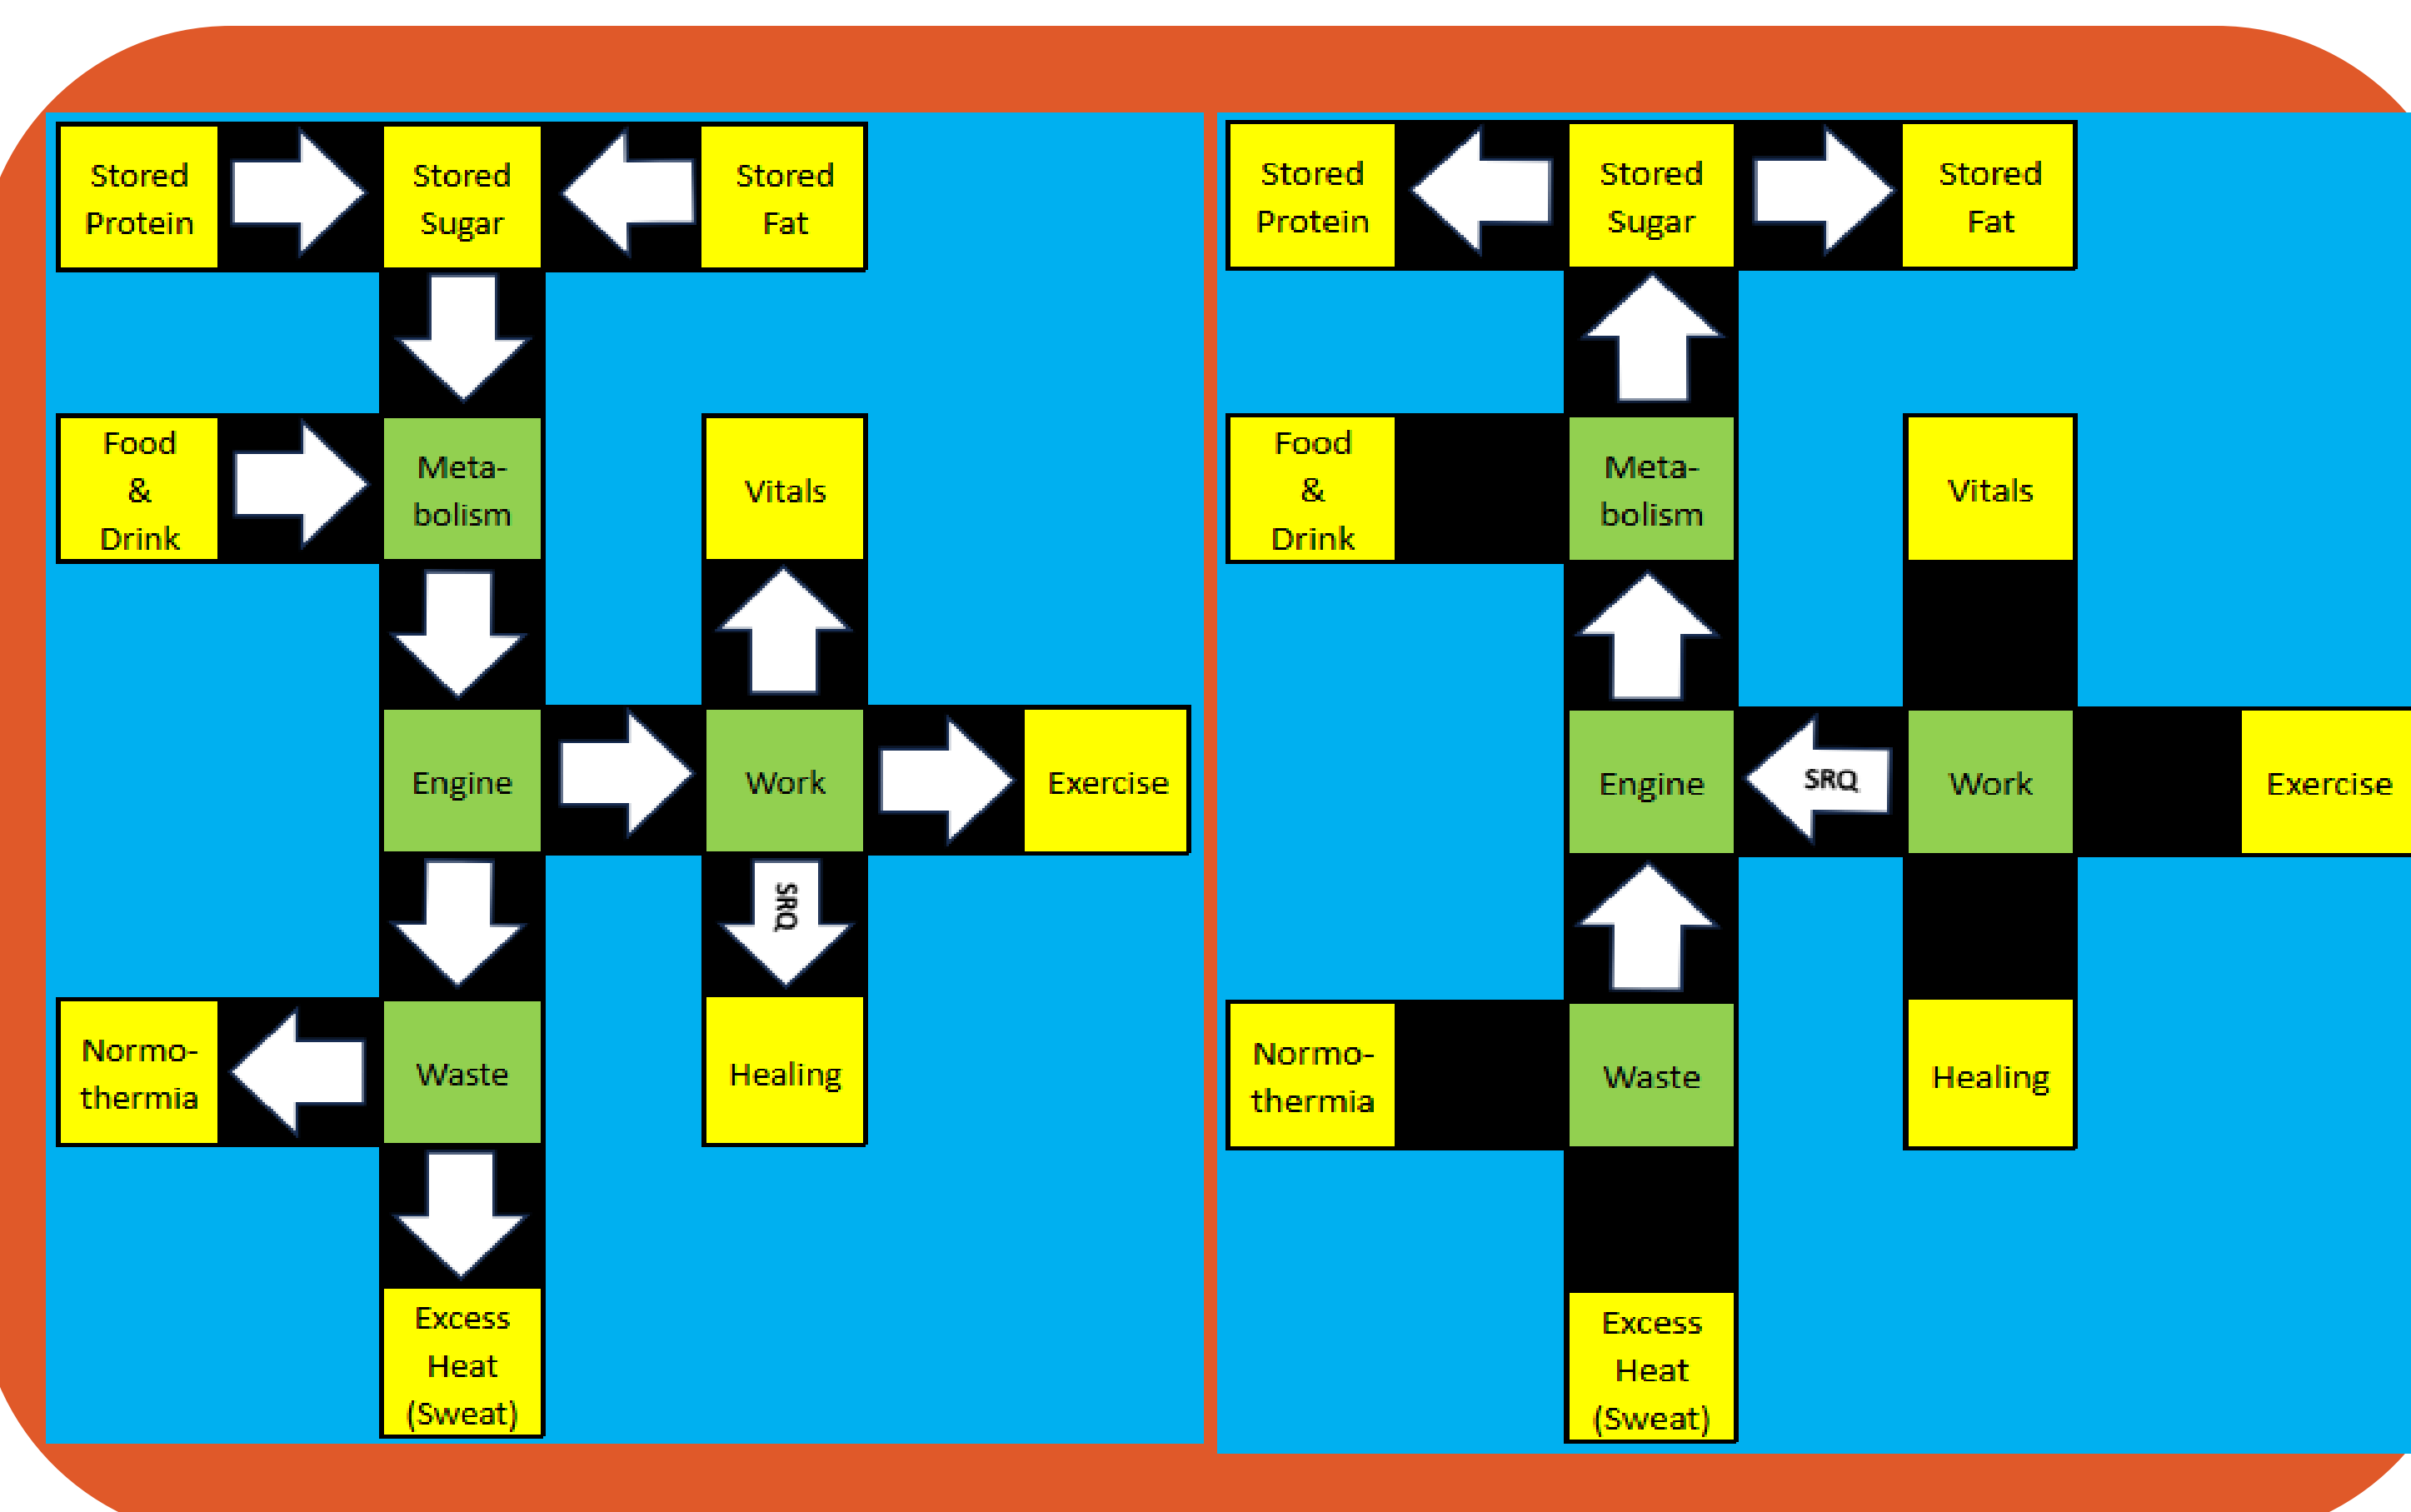 Stored
Protein
Stored
Sugar
Stored
Fat
Food
&
Drink
Meta-
bolism
Vitals
Engine
Work
Exercise
SRQ
Normo-
thermia
Waste
Healing
Excess
Heat
(Sweat)
Stored
Protein
Stored
Sugar
Stored
Fat
Food
&
Drink
Meta-
bolism
Vitals
Engine
SRQ
Work
Exercise
Normo-
thermia
Waste
Healing
Excess
Heat
(Sweat)